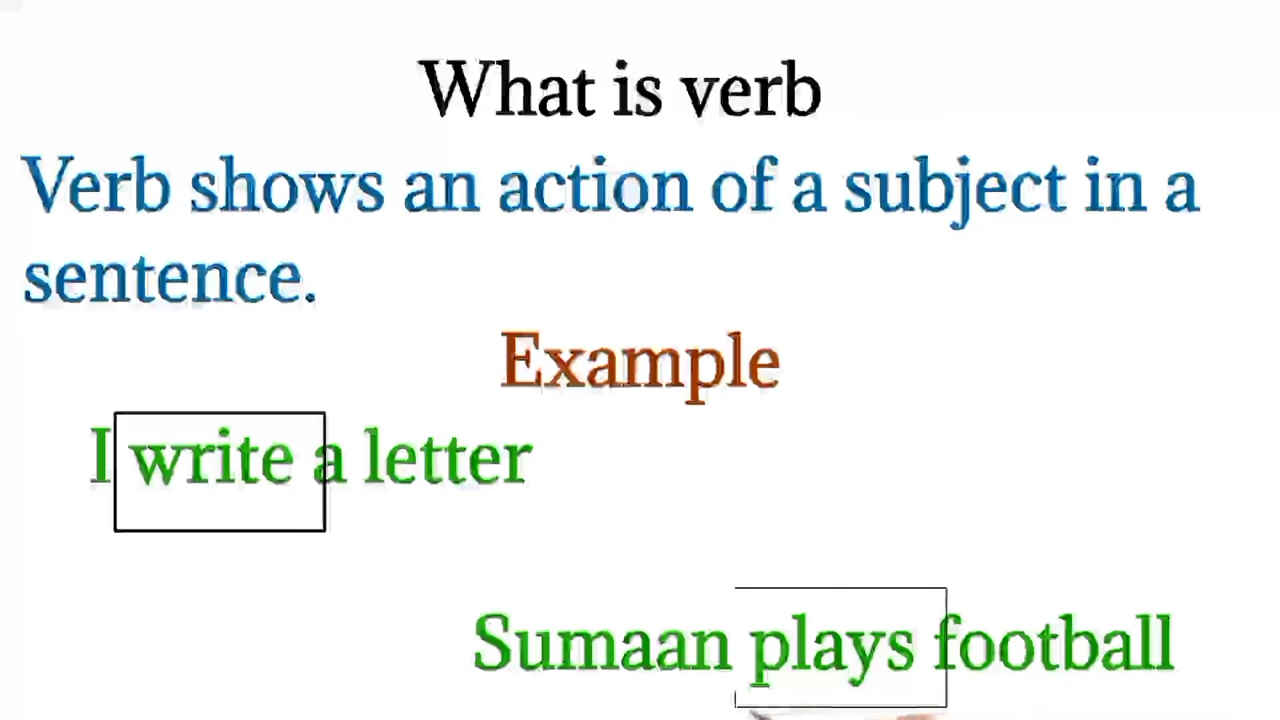 What is verb
Verb shows an action of a subject in a
sentence.
Example
I write a letter
Sumaan plays football